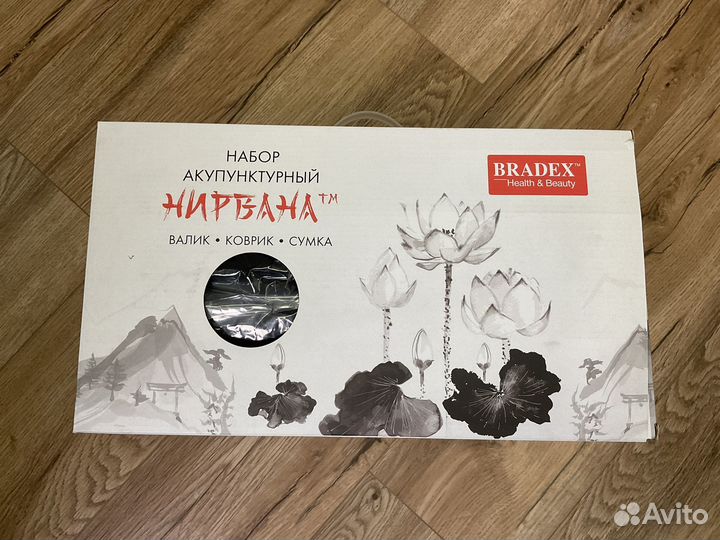 НАБОР
АКУПУНКТУРНЫЙ
НИРВАНА™
ВАЛИК • КОВРИК • СУМКА
BRADEX™
Health & Beauty
Avito